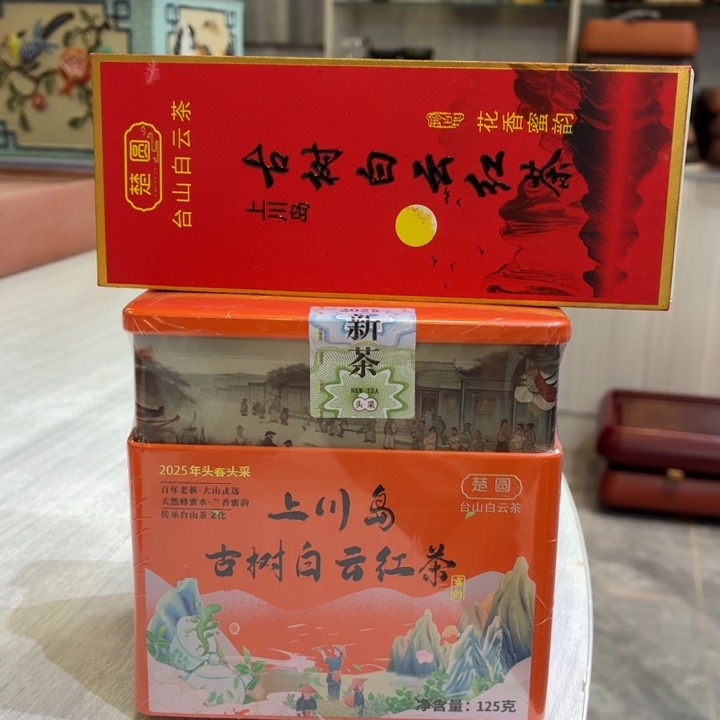 楚圆
台山白云茶
古树白云红茶
花香蜜韵
上川岛
2025
新茶
NEW TEA
头采
2025年头春头采
百年老枞·大山戌选
天然蜂蜜水·兰香蜜韵
传承台山茶文化
楚圆
台山白云茶
上川岛
古树白云红茶
净含量：125克